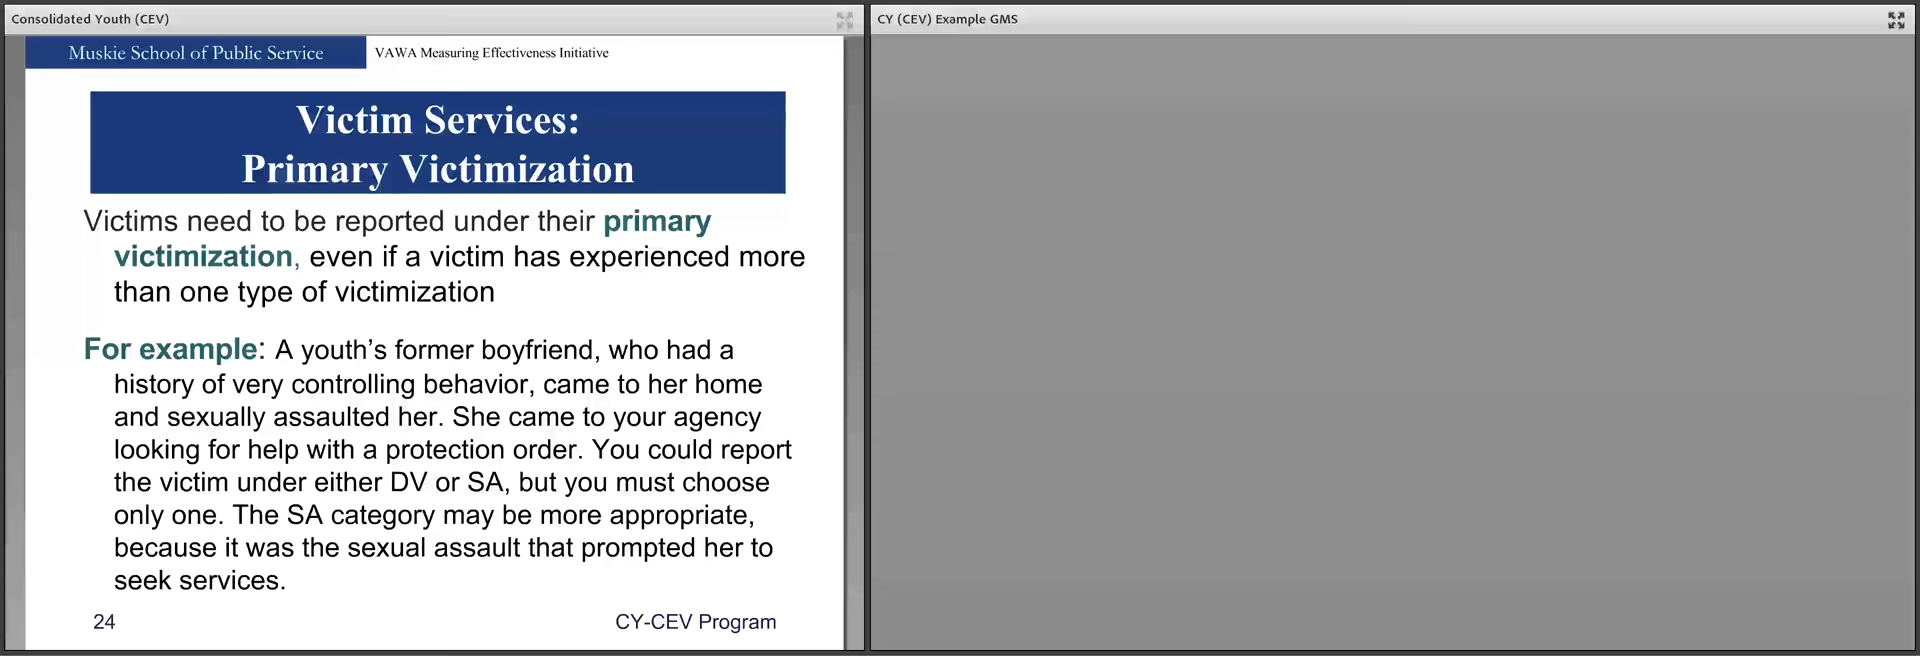 Consolidated Youth (CEV)
CY (CEV) Example GMS
Muskie School of Public Service
VAWA Measuring Effectiveness Initiative
Victim Services:
Primary Victimization
Victims need to be reported under their primary
victimization, even if a victim has experienced more
than one type of victimization
For example: A youth’s former boyfriend, who had a
history of very controlling behavior, came to her home
and sexually assaulted her. She came to your agency
looking for help with a protection order. You could report
the victim under either DV or SA, but you must choose
only one. The SA category may be more appropriate,
because it was the sexual assault that prompted her to
seek services.
24
CY-CEV Program